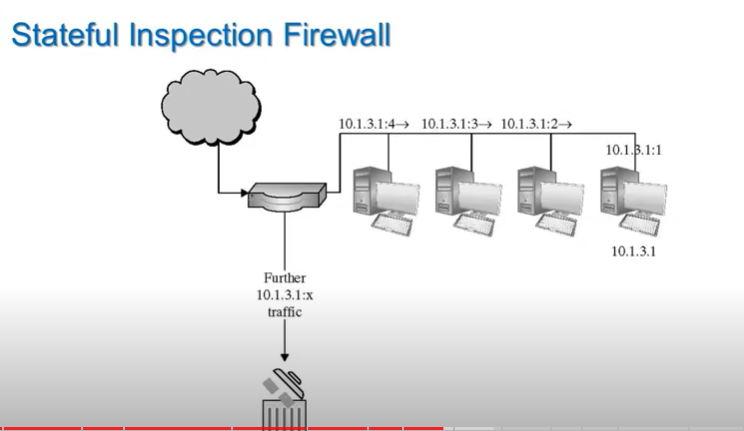 Stateful Inspection Firewall
10.1.3.1:4→ 10.1.3.1:3→ 10.1.3.1:2→
10.1.3.1:1
10.1.3.1
Further
10.1.3.1:x
traffic